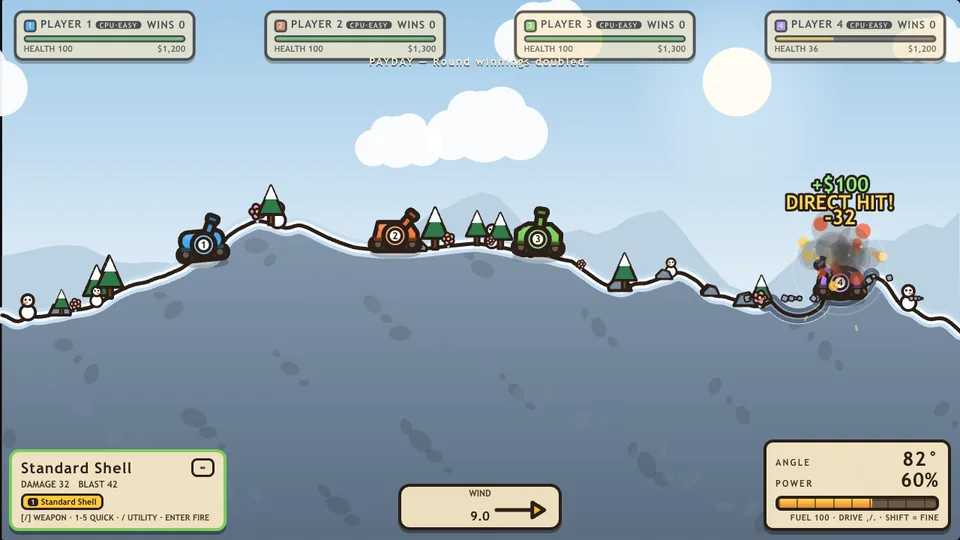 1 PLAYER 1 CPU-EASY WINS 0
HEALTH 100 $1,200
2 PLAYER 2 CPU-EASY WINS 0
HEALTH 100 $1,300
3 PLAYER 3 CPU-EASY WINS 0
HEALTH 100 $1,300
4 PLAYER 4 CPU-EASY WINS 0
HEALTH 36 $1,200
PAYDAY — Round winnings doubled.
+$100
DIRECT HIT!
-32
1
2
3
4
Standard Shell ∞
DAMAGE 32 BLAST 42
1 Standard Shell
[/] WEAPON · 1-5 QUICK · / UTILITY · ENTER FIRE
WIND
9.0
ANGLE 82°
POWER 60%
FUEL 100 · DRIVE ,/. · SHIFT = FINE